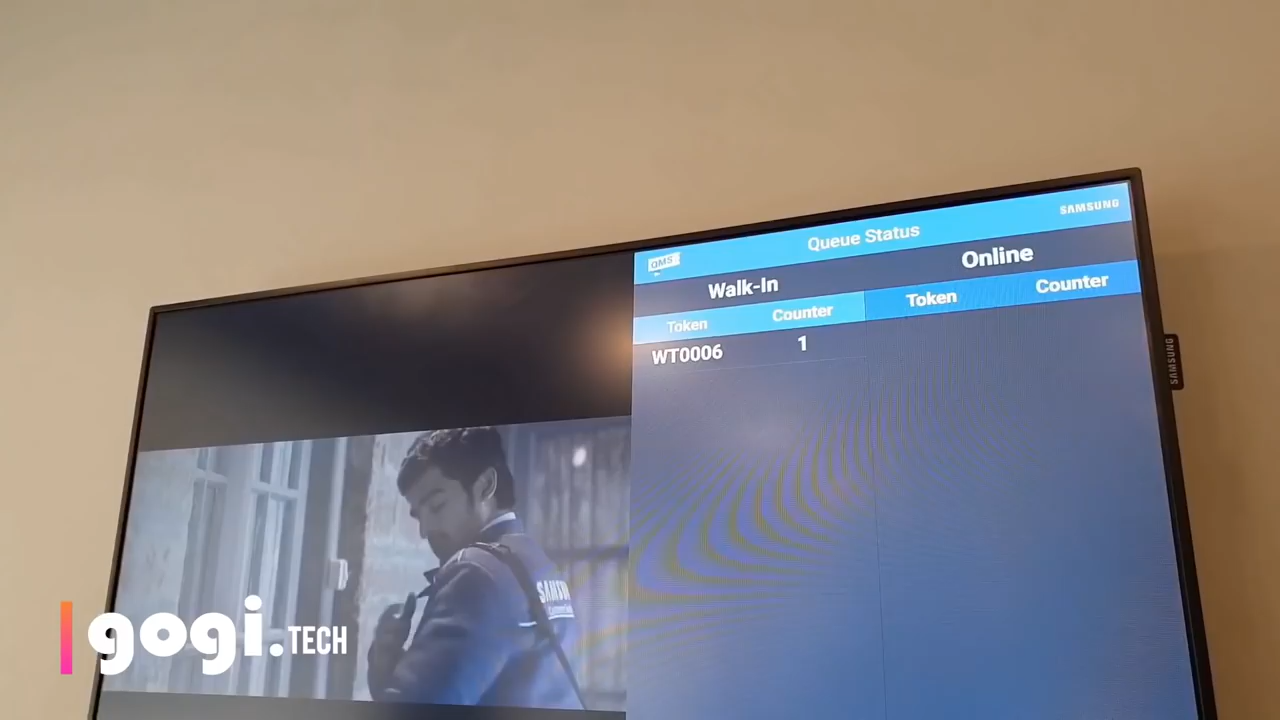 SAMSUNG
Queue Status
QMS
Walk-In
Online
Token
Counter
Token
Counter
WT0006
1
SAMSUNG
gogi.TECH